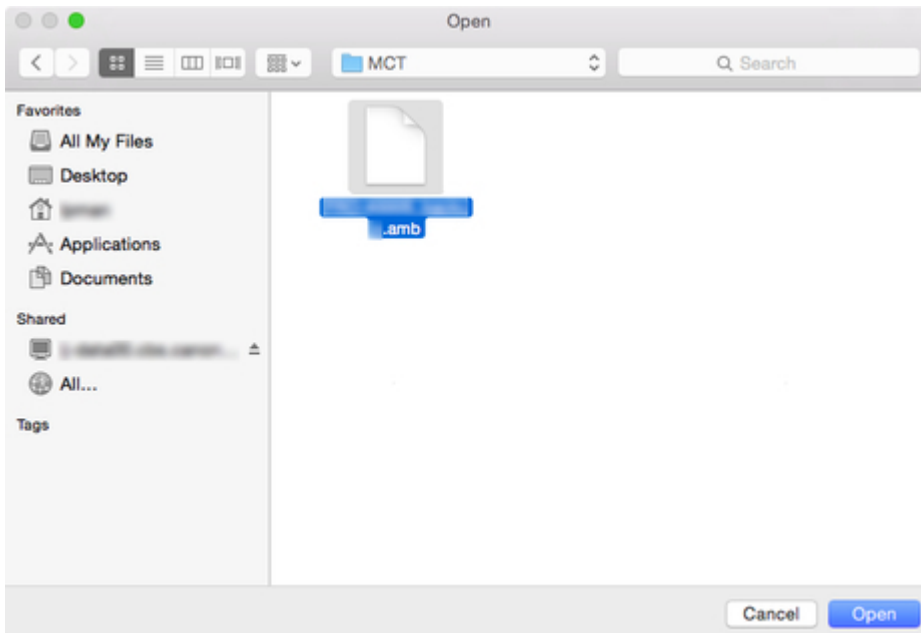 Open
MCT
Search
Favorites
All My Files
Desktop
Applications
Documents
Shared
All...
Tags
.amb
Cancel
Open